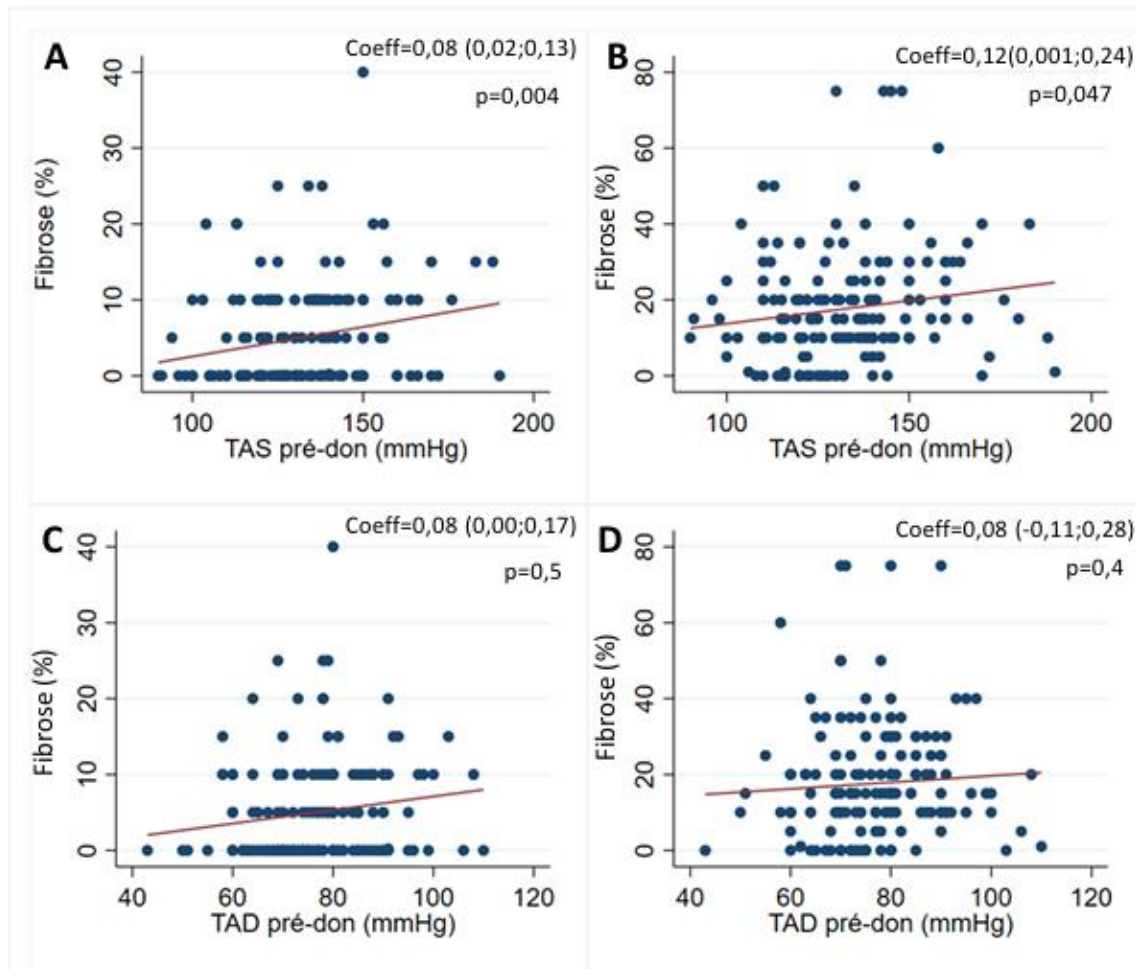 A
Coeff=0,08 (0,02;0,13)
p=0,004
Fibrose (%)
40
30
20
10
0
100
150
200
TAS pré-don (mmHg)
B
Coeff=0,12(0,001;0,24)
p=0,047
Fibrose (%)
80
60
40
20
0
100
150
200
TAS pré-don (mmHg)
C
Coeff=0,08 (0,00;0,17)
p=0,5
Fibrose (%)
40
30
20
10
0
40
60
80
100
120
TAD pré-don (mmHg)
D
Coeff=0,08 (-0,11;0,28)
p=0,4
Fibrose (%)
80
60
40
20
0
40
60
80
100
120
TAD pré-don (mmHg)